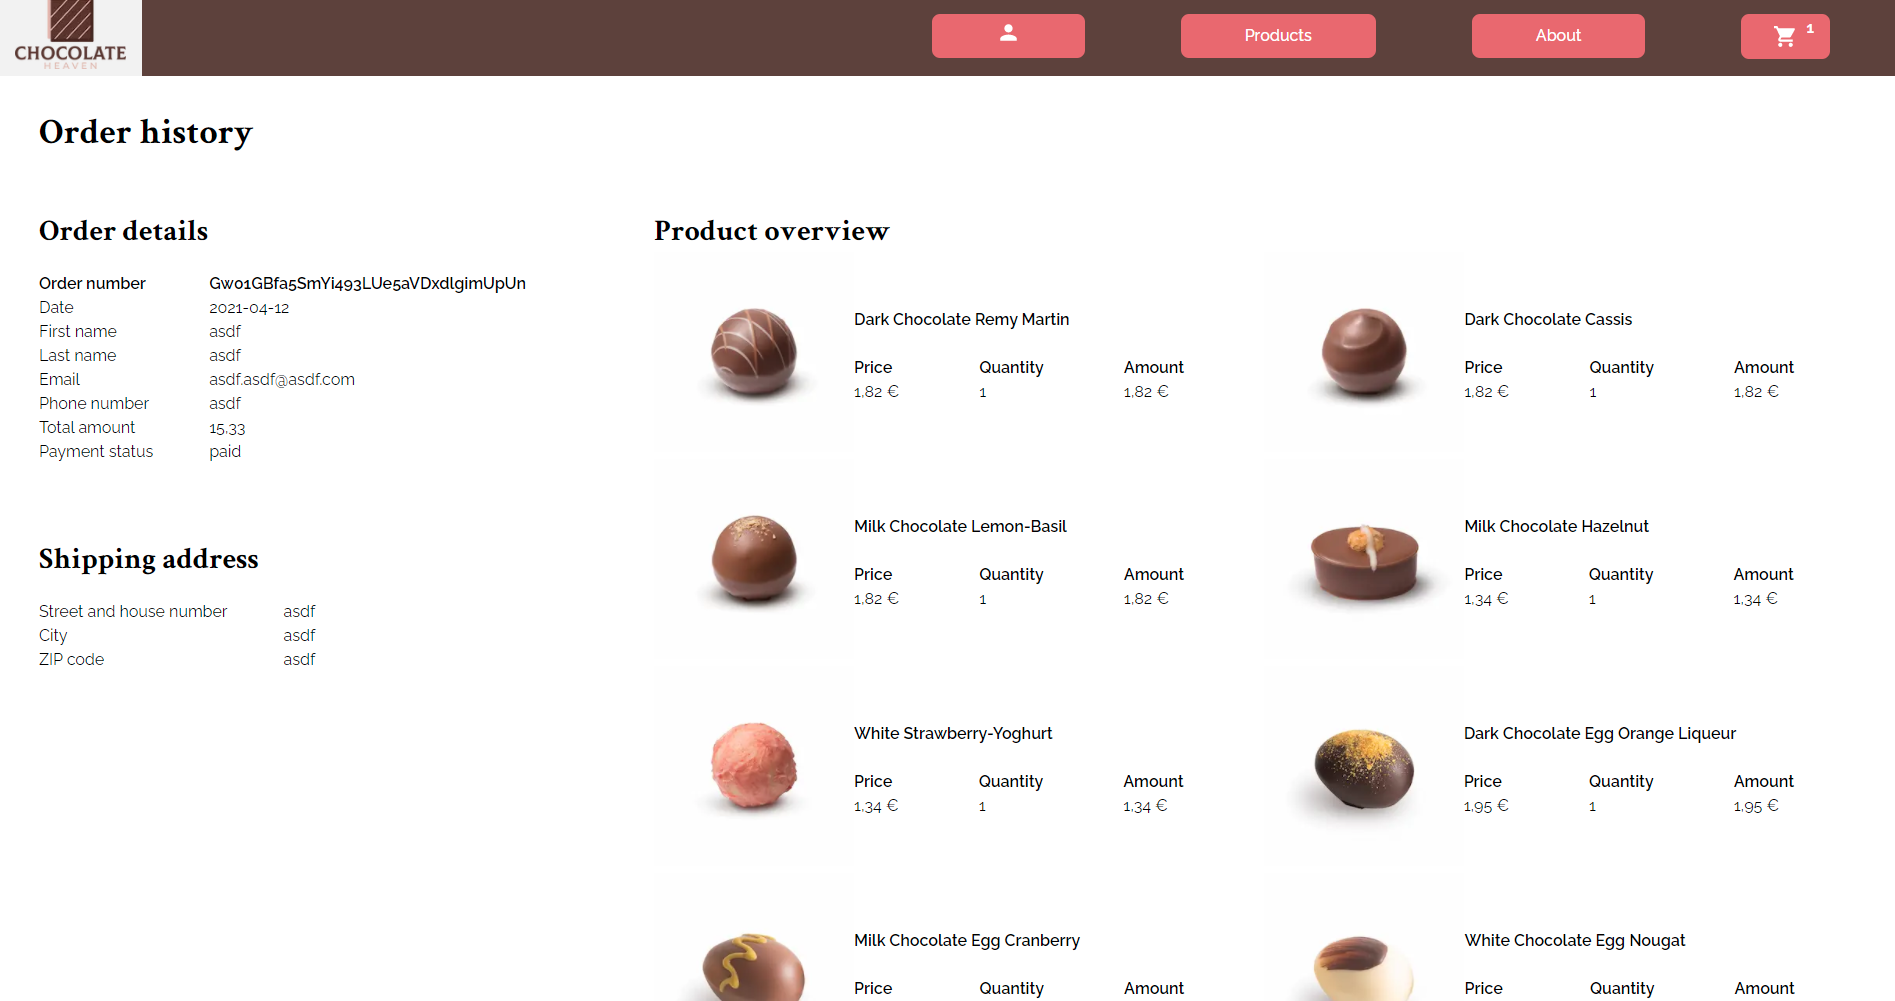 CHOCOLATE
HEAVEN
Products
About
1
Order history
Order details
Order number Gw01GBfa5SmYi493LUe5aVDxdlgimUpUn
Date 2021-04-12
First name asdf
Last name asdf
Email asdf.asdf@asdf.com
Phone number asdf
Total amount 15,33
Payment status paid
Shipping address
Street and house number asdf
City asdf
ZIP code asdf
Product overview
Dark Chocolate Remy Martin
Price Quantity Amount
1,82 € 1 1,82 €
Dark Chocolate Cassis
Price Quantity Amount
1,82 € 1 1,82 €
Milk Chocolate Lemon-Basil
Price Quantity Amount
1,82 € 1 1,82 €
Milk Chocolate Hazelnut
Price Quantity Amount
1,34 € 1 1,34 €
White Strawberry-Yoghurt
Price Quantity Amount
1,34 € 1 1,34 €
Dark Chocolate Egg Orange Liqueur
Price Quantity Amount
1,95 € 1 1,95 €
Milk Chocolate Egg Cranberry
Price Quantity Amount
White Chocolate Egg Nougat
Price Quantity Amount